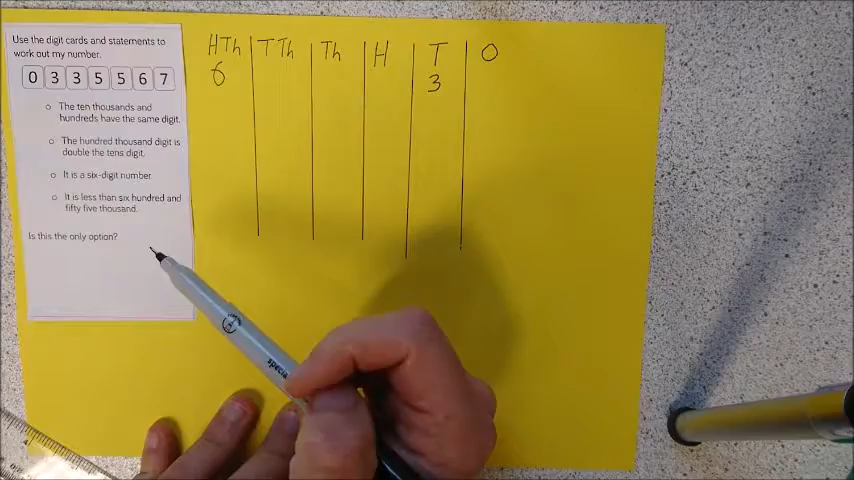 Use the digit cards and statements to
work out my number.
0 3 3 5 5 6 7
The ten thousands and
hundreds have the same digit.
The hundred thousand digit is
double the tens digit.
It is a six-digit number
It is less than six hundred and
fifty five thousand.
Is this the only option?
HTh TTh Th H T O
6 3